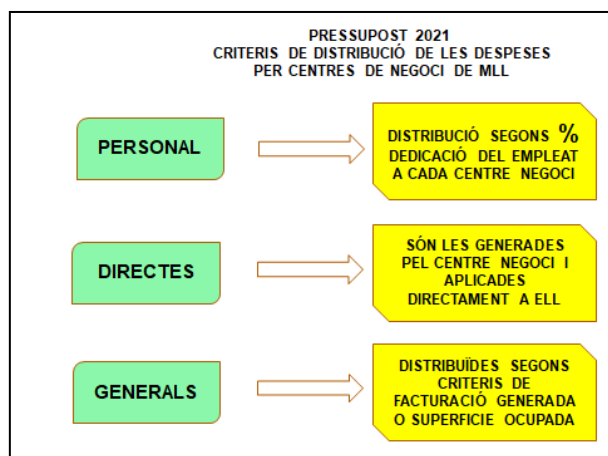 PRESSUPOST 2021
CRITERIS DE DISTRIBUCIÓ DE LES DESPESES
PER CENTRES DE NEGOCI DE MLL
PERSONAL
DISTRIBUCIÓ SEGONS %
DEDICACIÓ DEL EMPLEAT
A CADA CENTRE NEGOCI
DIRECTES
SÓN LES GENERADES
PEL CENTRE NEGOCI I
APLICADES
DIRECTAMENT A ELL
GENERALS
DISTRIBUÏDES SEGONS
CRITERIS DE
FACTURACIÓ GENERADA
O SUPERFICIE OCUPADA